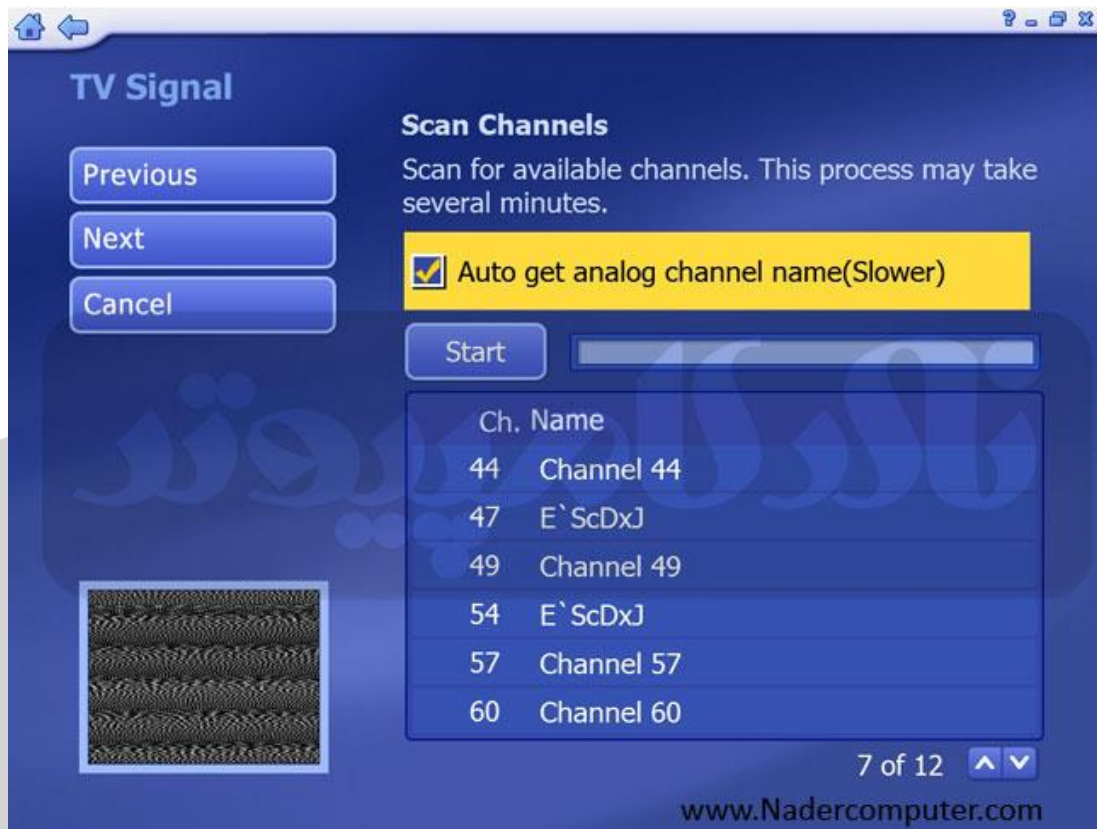 TV Signal
Previous
Next
Cancel
Scan Channels
Scan for available channels. This process may take
several minutes.
Auto get analog channel name(Slower)
Start
Ch. Name
44 Channel 44
47 E`ScDxJ
49 Channel 49
54 E`ScDxJ
57 Channel 57
60 Channel 60
7 of 12
نادر کامپیوتر
www.Nadercomputer.com